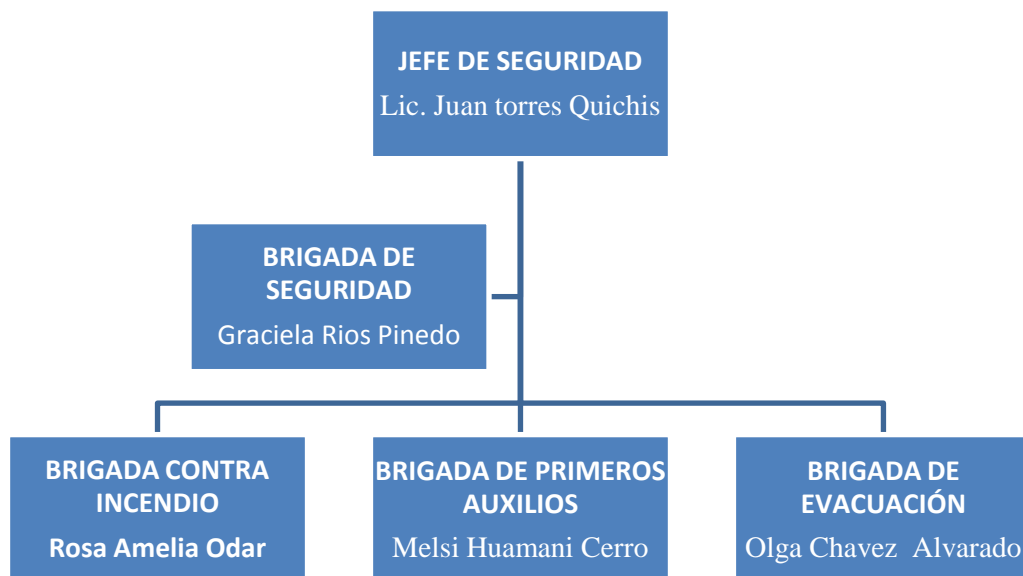 JEFE DE SEGURIDAD
Lic. Juan torres Quichis
BRIGADA DE
SEGURIDAD
Graciela Rios Pinedo
BRIGADA CONTRA
INCENDIO
Rosa Amelia Odar
BRIGADA DE PRIMEROS
AUXILIOS
Melsi Huamani Cerro
BRIGADA DE
EVACUACIÓN
Olga Chavez  Alvarado